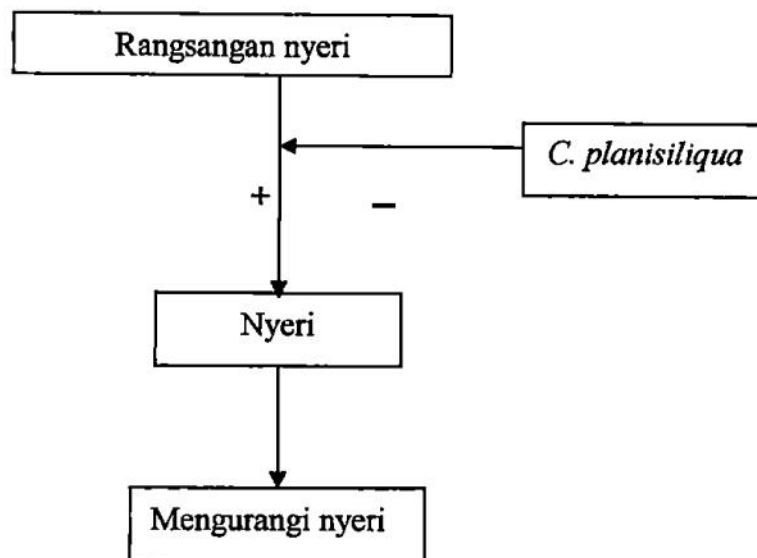 Rangsangan nyeri
C. planisiliqua
+
−
Nyeri
Mengurangi nyeri